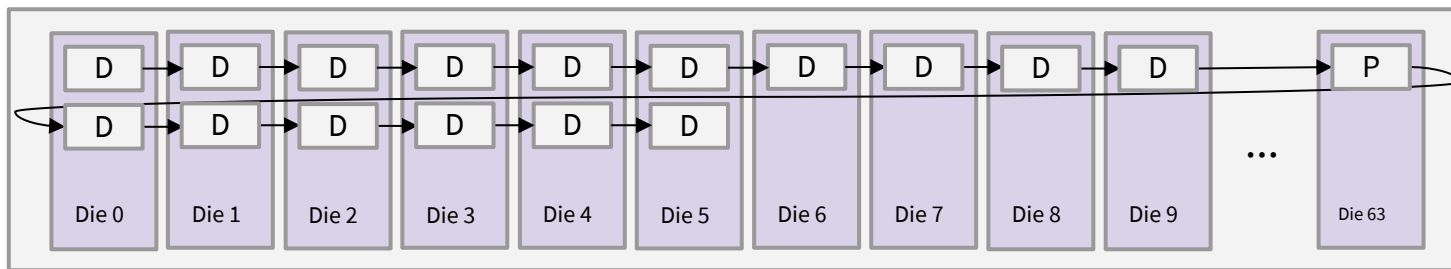 D D D D D D D D D D P
D D D D D D
...
Die 0 Die 1 Die 2 Die 3 Die 4 Die 5 Die 6 Die 7 Die 8 Die 9 Die 63